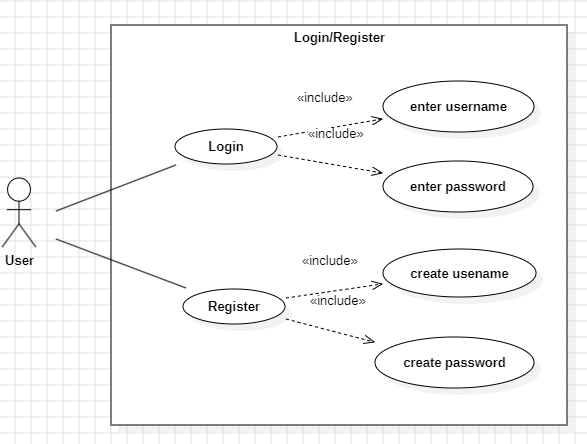 Login/Register
«include»
enter username
«include»
Login
enter password
User
«include»
create usename
«include»
Register
create password